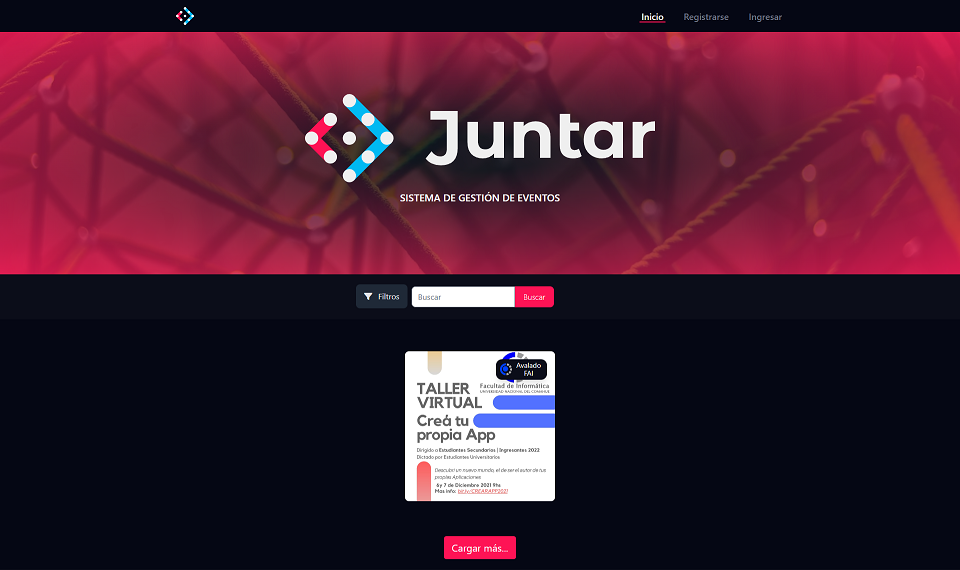 Inicio Registrarse Ingresar
Juntar
SISTEMA DE GESTIÓN DE EVENTOS
Filtros Buscar Buscar
Avalado
FAI
Facultad de Informática
UNIVERSIDAD NACIONAL DEL COMAHUE
TALLER
VIRTUAL
Creá tu
propia App
Dirigido a Estudiantes Secundarios | Ingresantes 2022
Dictado por Estudiantes Universitarios
Descubrí un nuevo mundo, el de ser el autor de tus
propias Aplicaciones
6 y 7 de Diciembre 2021 9hs
Mas Info: bit.ly/CREARAPP2021
Cargar más...